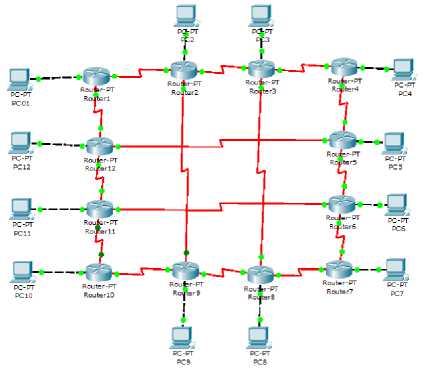 PC-PT
PC2
PC-PT
PC3
Router-PT
Router1
Router-PT
Router2
Router-PT
Router3
Router-PT
Router4
PC-PT
PC01
PC-PT
PC4
PC-PT
PC12
Router-PT
Router12
Router-PT
Router5
PC-PT
PC5
PC-PT
PC11
Router-PT
Router11
Router-PT
Router6
PC-PT
PC6
PC-PT
PC10
Router-PT
Router10
Router-PT
Router9
Router-PT
Router8
Router-PT
Router7
PC-PT
PC7
PC-PT
PC9
PC-PT
PC8